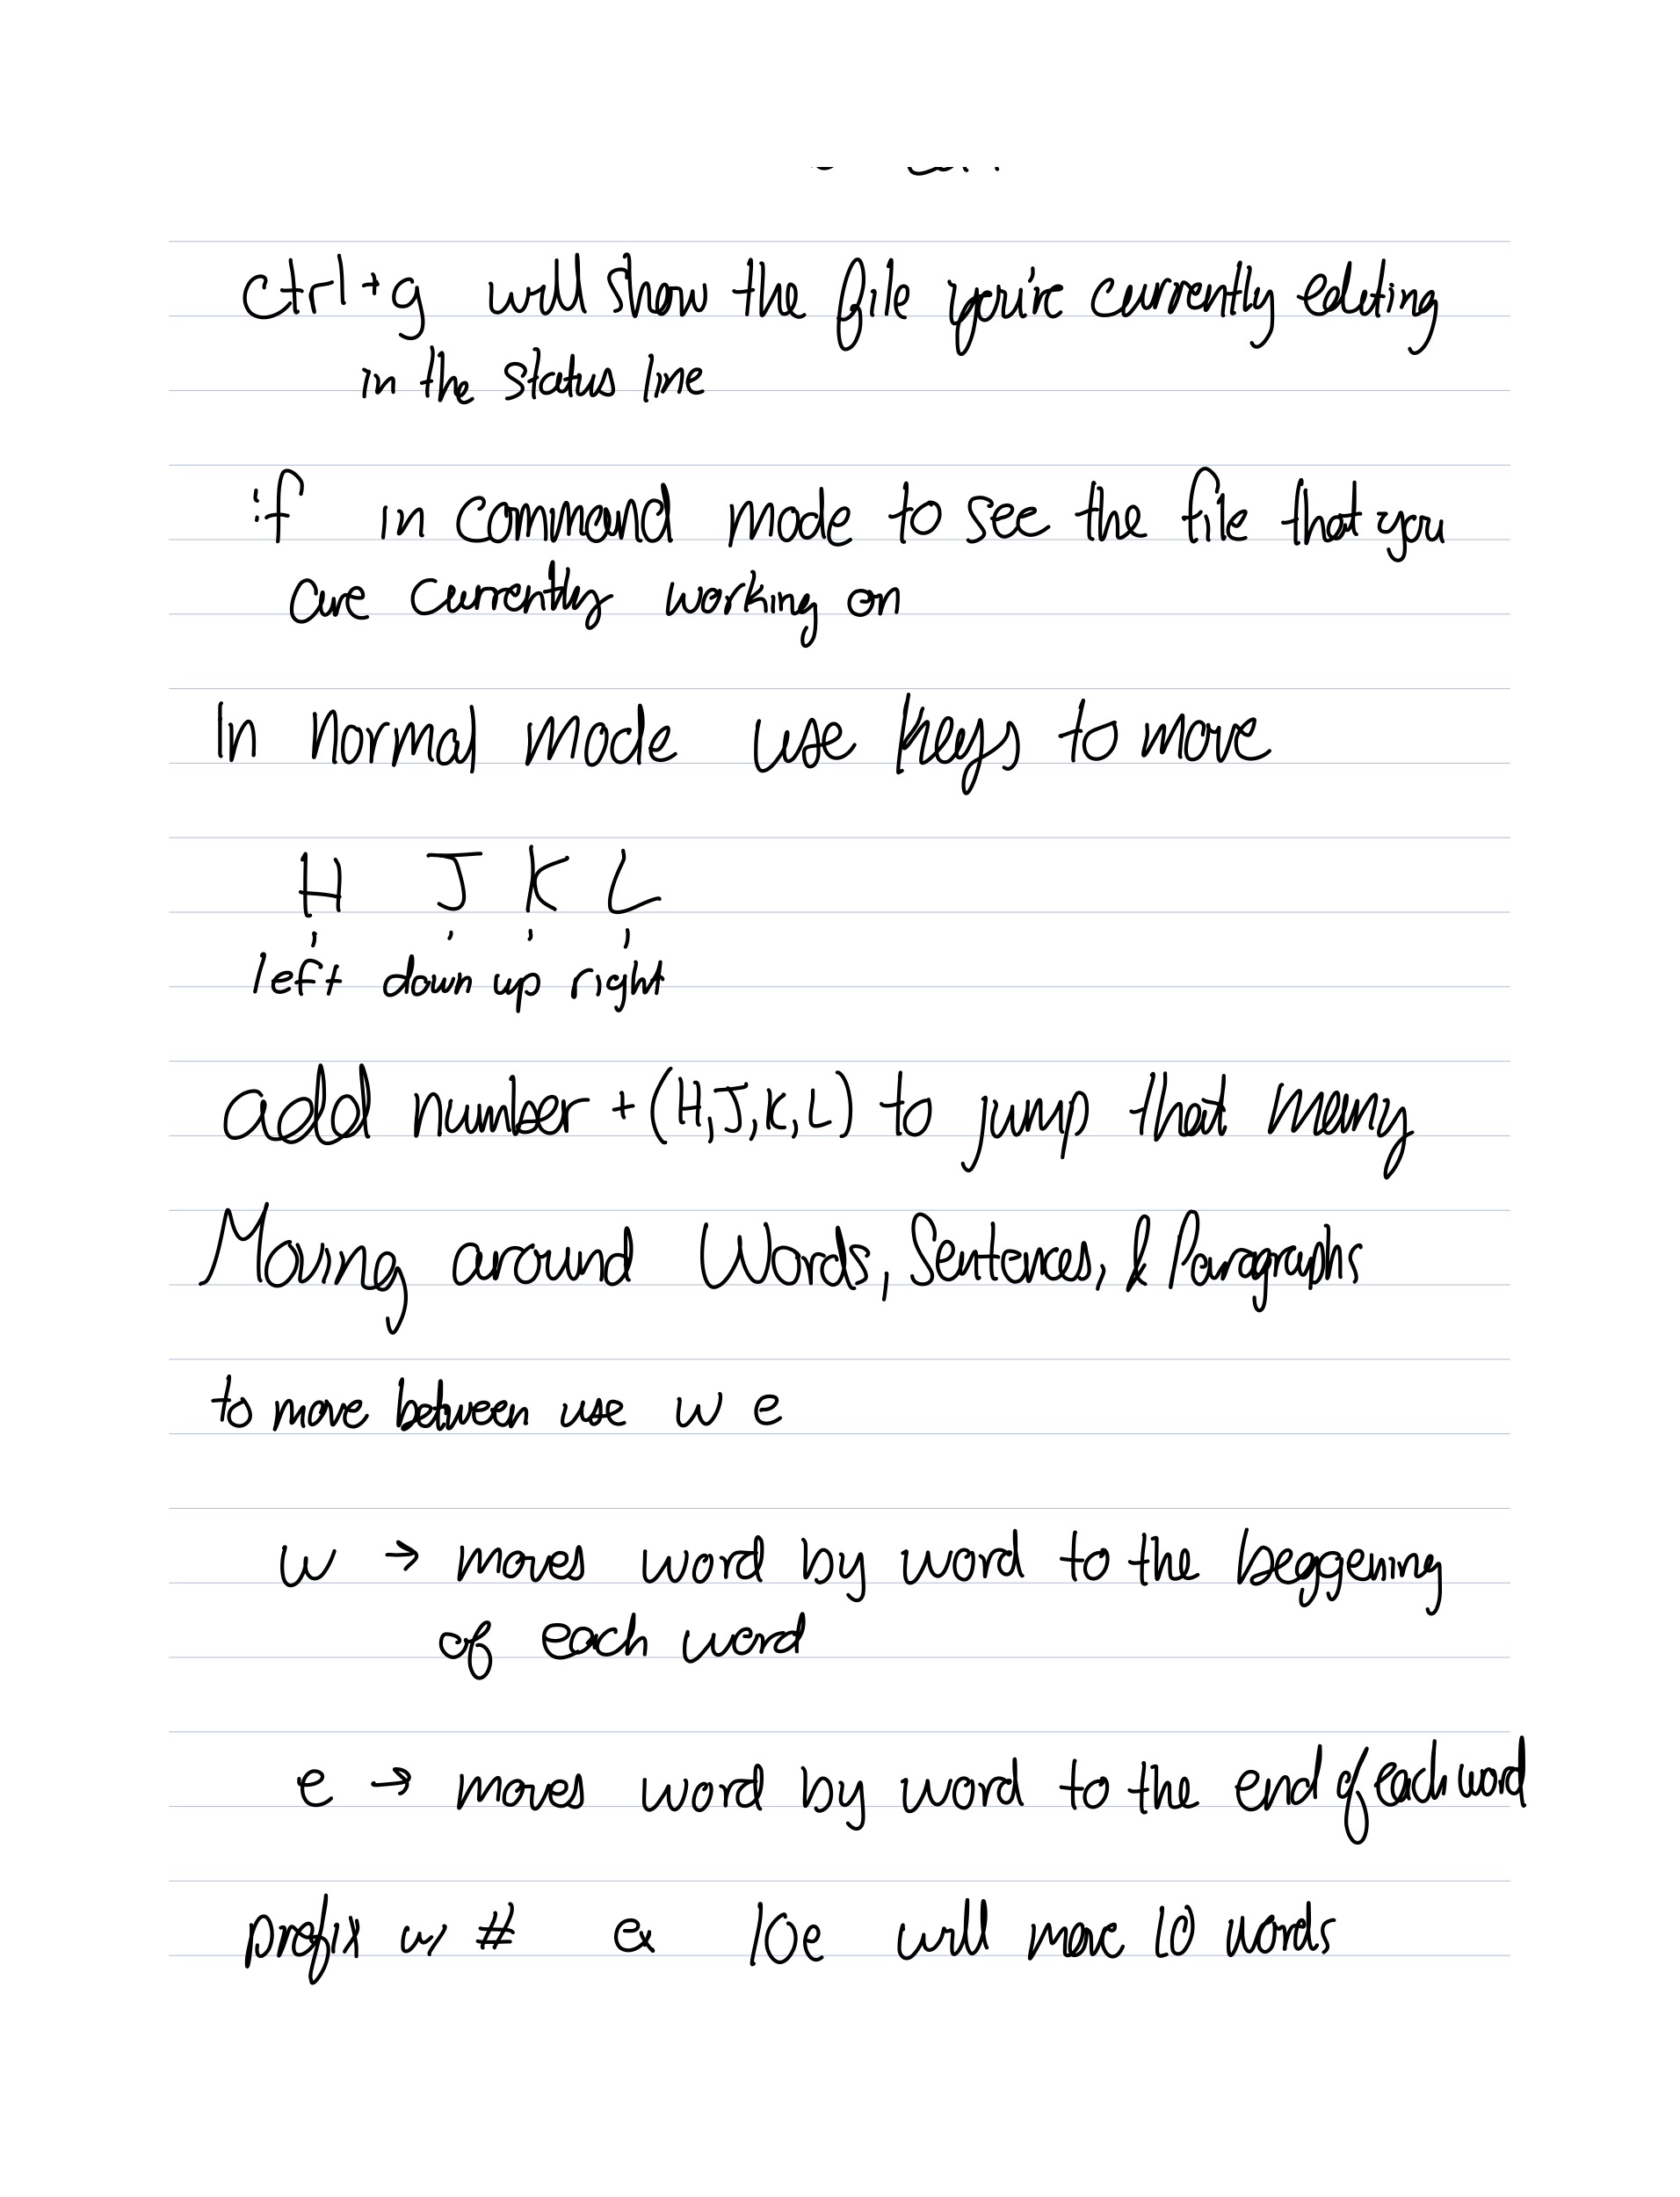 ctrl+g will show the file you're currently editing
in the status line
:f in command mode to see the file that you
are currently working on
In normal mode use keys to move
H J K L
left down up right
add number + (H,J,K,L) to jump that many
Moving around Words, Sentences, & Paragraphs
to move between use w e
w → moves word by word to the beggening
of each word
e → moves word by word to the end of each word
prefix w/ # ex 10e will move 10 words